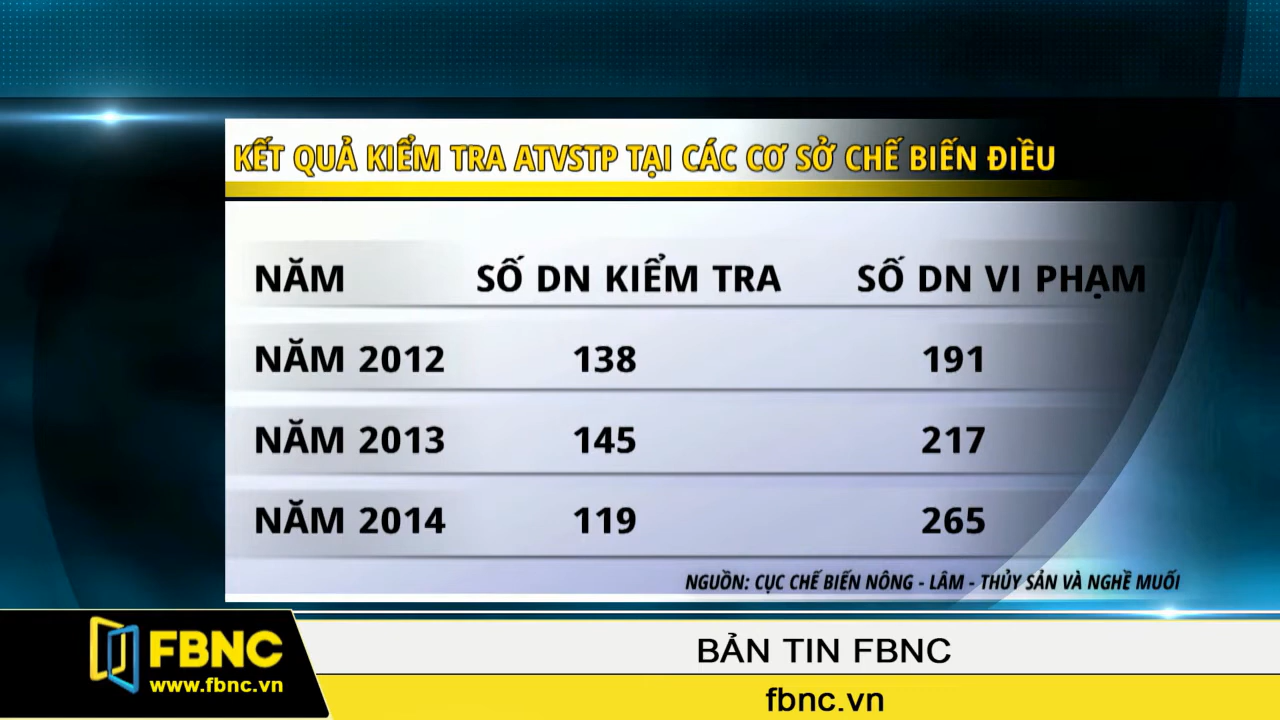 KẾT QUẢ KIỂM TRA ATVSTP TẠI CÁC CƠ SỞ CHẾ BIẾN ĐIỀU
NĂM SỐ DN KIỂM TRA SỐ DN VI PHẠM
NĂM 2012 138 191
NĂM 2013 145 217
NĂM 2014 119 265
NGUỒN: CỤC CHẾ BIẾN NÔNG - LÂM - THỦY SẢN VÀ NGHỀ MUỐI
FBNC
www.fbnc.vn
BẢN TIN FBNC
fbnc.vn